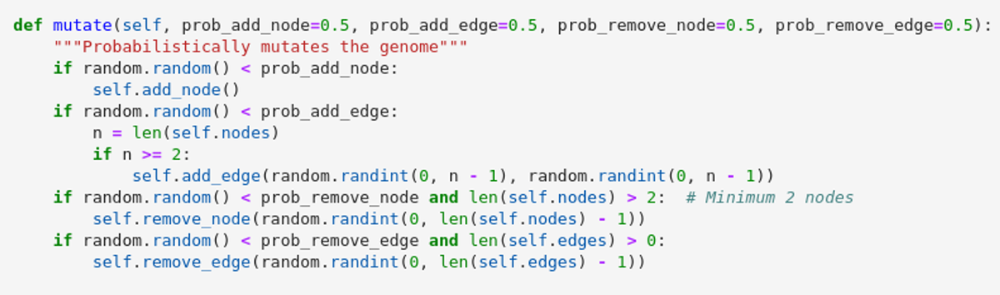 def mutate(self, prob_add_node=0.5, prob_add_edge=0.5, prob_remove_node=0.5, prob_remove_edge=0.5):
    """Probabilistically mutates the genome"""
    if random.random() < prob_add_node:
        self.add_node()
    if random.random() < prob_add_edge:
        n = len(self.nodes)
        if n >= 2:
            self.add_edge(random.randint(0, n - 1), random.randint(0, n - 1))
    if random.random() < prob_remove_node and len(self.nodes) > 2:  # Minimum 2 nodes
        self.remove_node(random.randint(0, len(self.nodes) - 1))
    if random.random() < prob_remove_edge and len(self.edges) > 0:
        self.remove_edge(random.randint(0, len(self.edges) - 1))